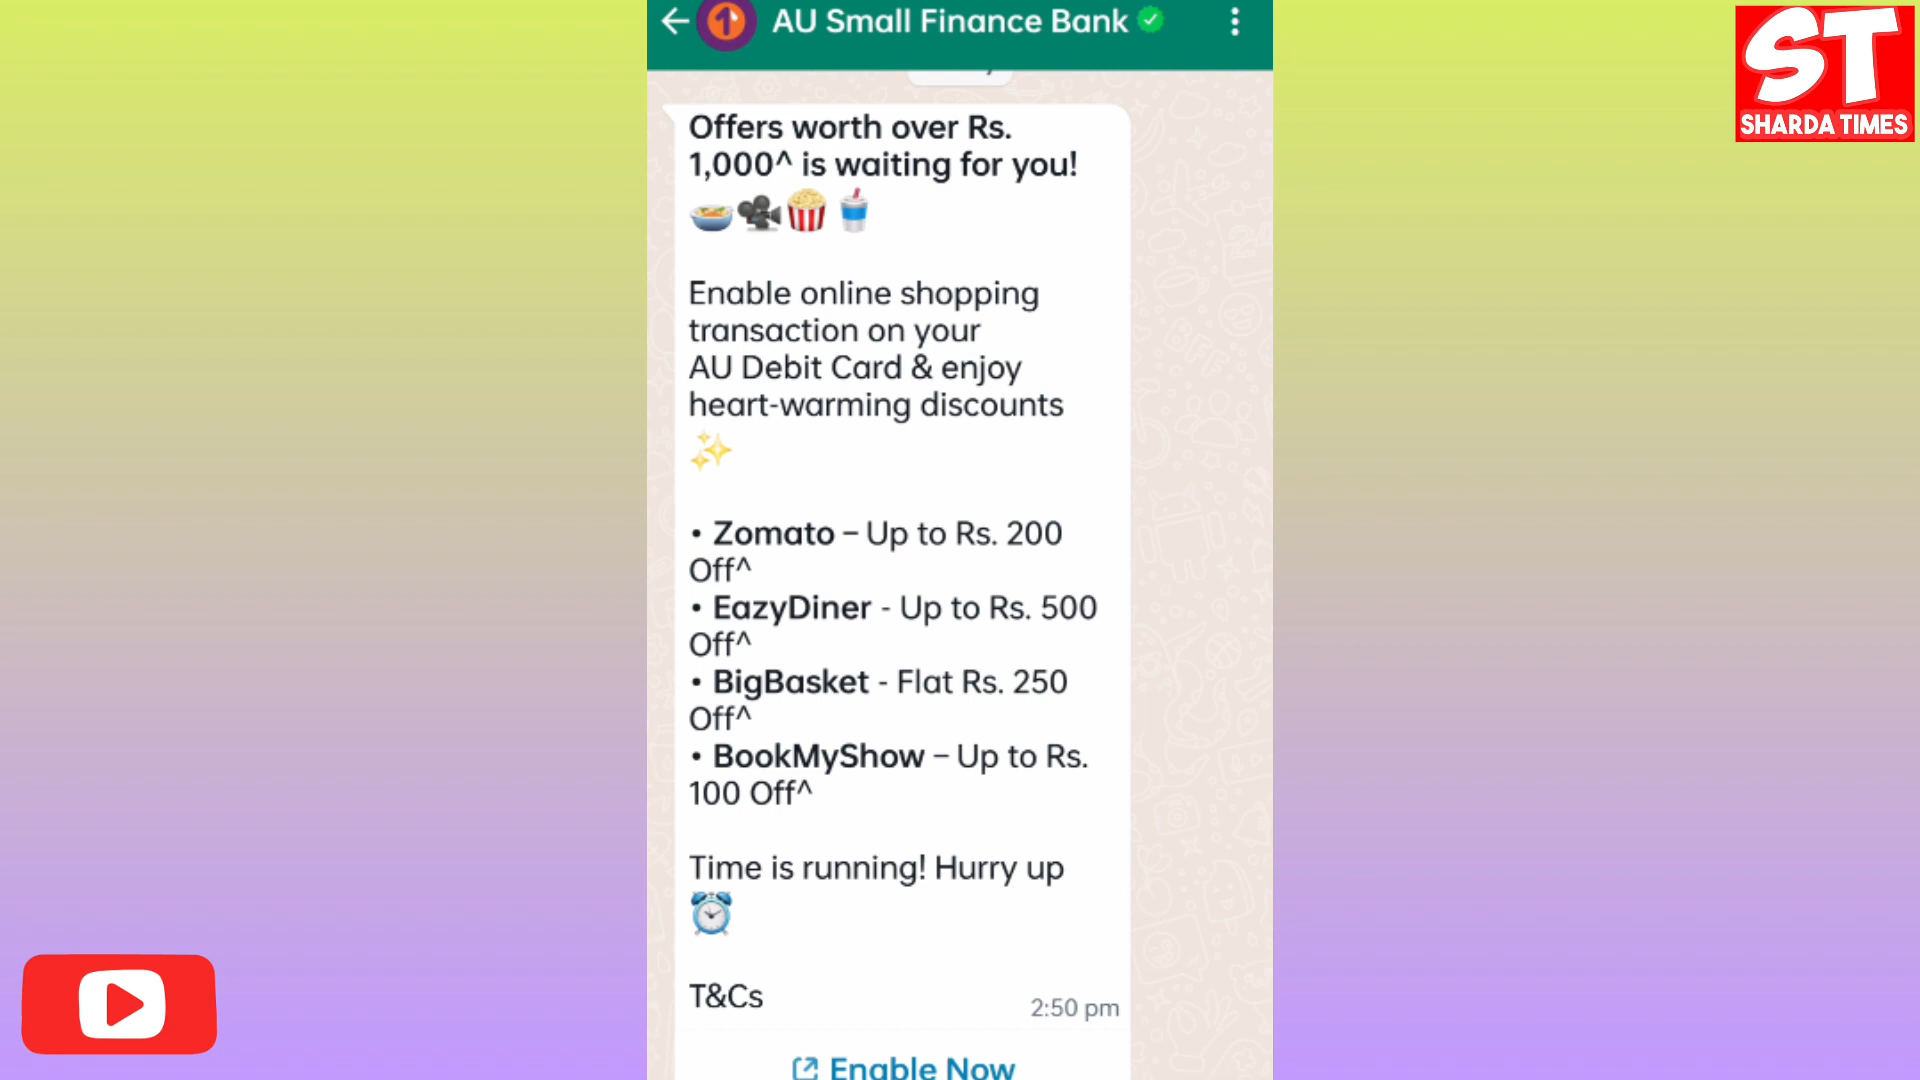 AU Small Finance Bank
ST
SHARDA TIMES
Offers worth over Rs.
1,000^ is waiting for you!
Enable online shopping
transaction on your
AU Debit Card & enjoy
heart-warming discounts
• Zomato – Up to Rs. 200
Off^
• EazyDiner - Up to Rs. 500
Off^
• BigBasket - Flat Rs. 250
Off^
• BookMyShow – Up to Rs.
100 Off^
Time is running! Hurry up
T&Cs
2:50 pm
Enable Now